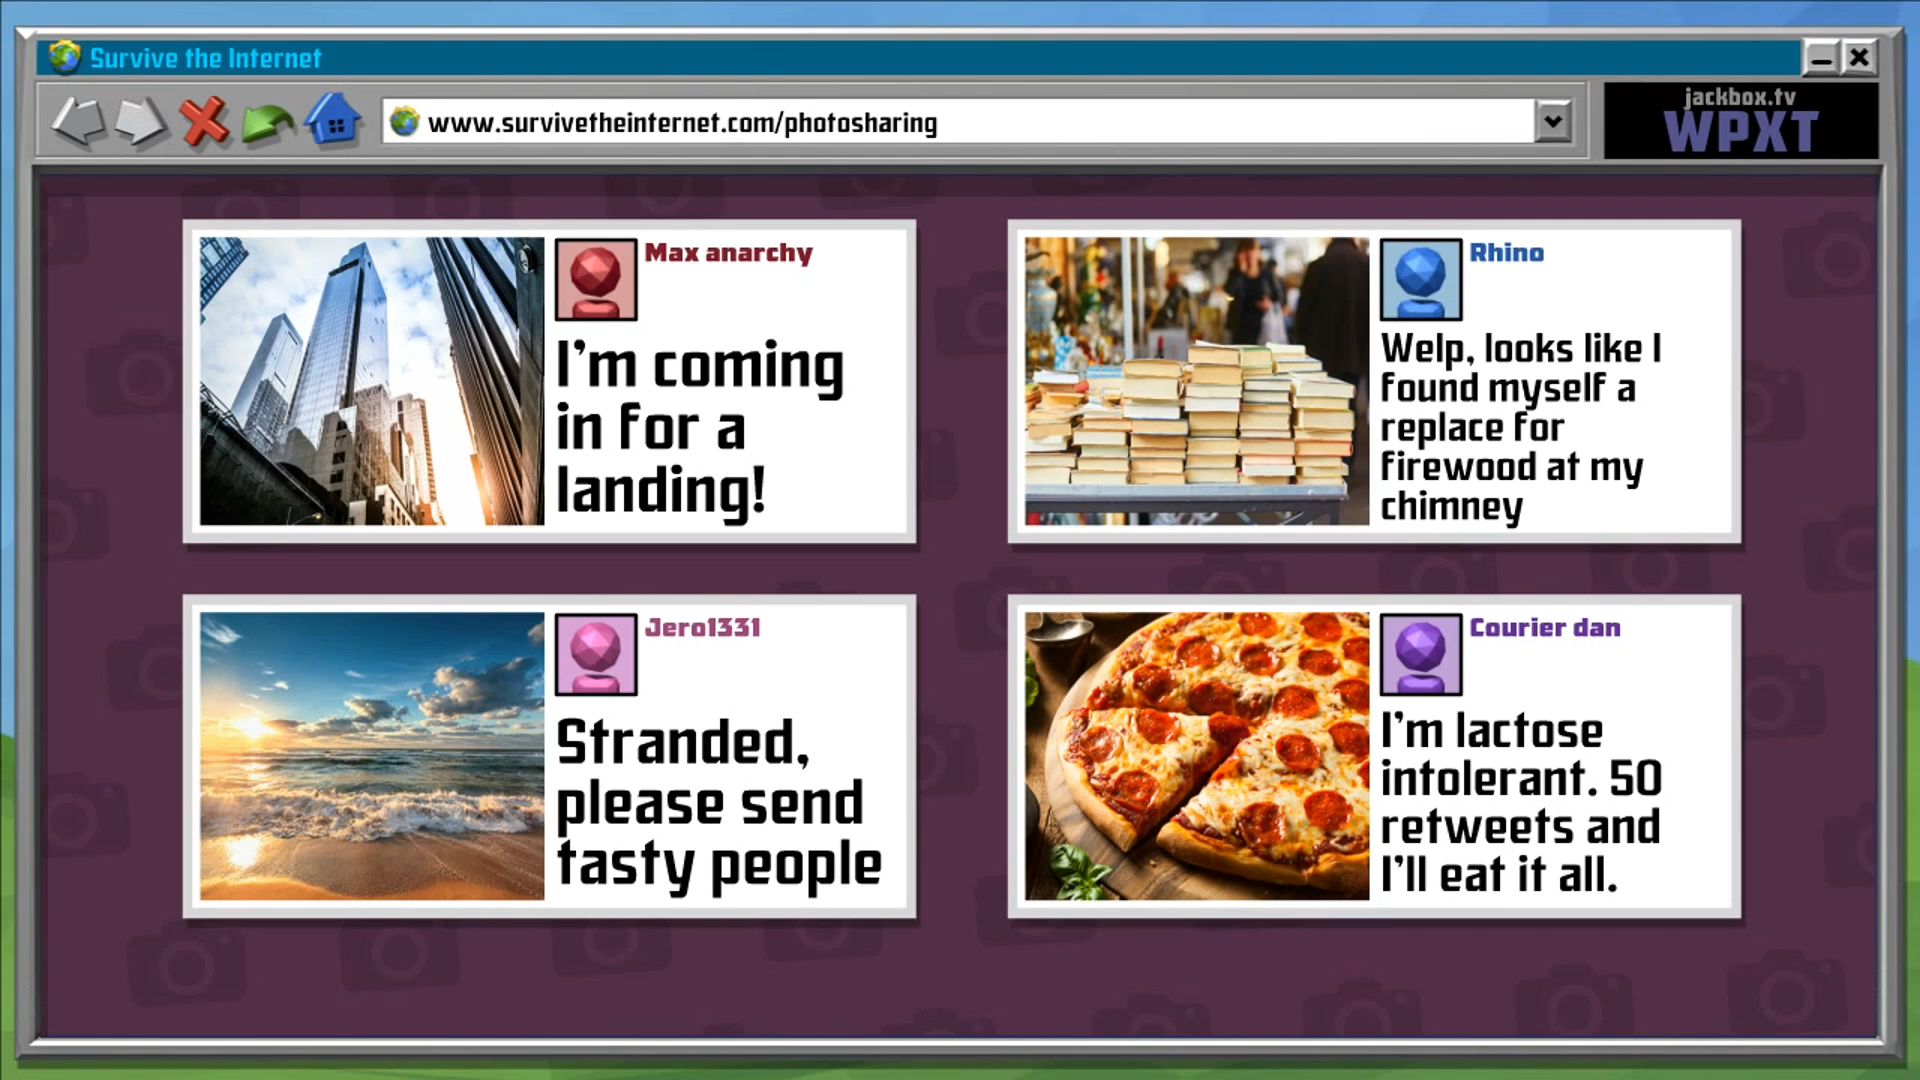 Survive the Internet
www.survivetheinternet.com/photosharing
jackbox.tv
WPXT
Max anarchy
I'm coming
in for a
landing!
Rhino
Welp, looks like I
found myself a
replace for
firewood at my
chimney
Jero1331
Stranded,
please send
tasty people
Courier dan
I'm lactose
intolerant. 50
retweets and
I'll eat it all.